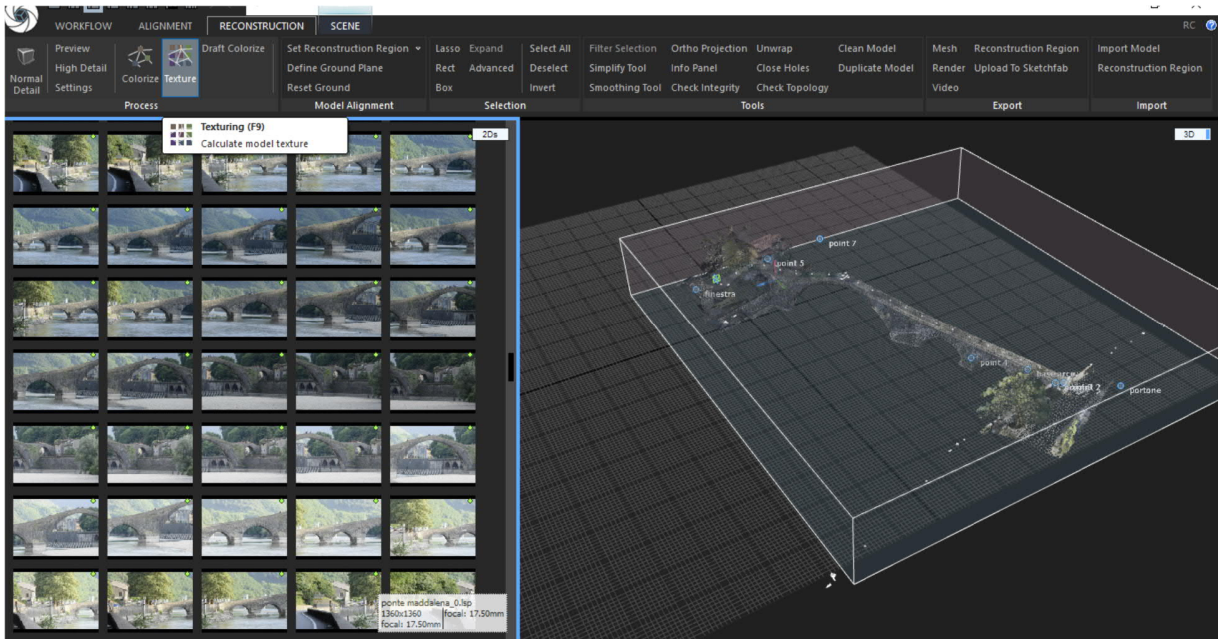 WORKFLOW ALIGNMENT RECONSTRUCTION SCENE RC
Normal Detail
Preview
High Detail
Settings
Colorize
Texture
Draft Colorize
Process
Set Reconstruction Region
Define Ground Plane
Reset Ground
Model Alignment
Lasso Expand Select All
Rect Advanced Deselect
Box Invert
Selection
Filter Selection Ortho Projection Unwrap Clean Model
Simplify Tool Info Panel Close Holes Duplicate Model
Smoothing Tool Check Integrity Check Topology
Tools
Mesh Reconstruction Region
Render Upload To Sketchfab
Video
Export
Import Model
Reconstruction Region
Import
Texturing (F9)
Calculate model texture
2Ds
3D
point 7
point 5
finestra
point 4
portone
ponte maddalena_0.lsp
1360x1360 focal: 17.50mm
focal: 17.50mm